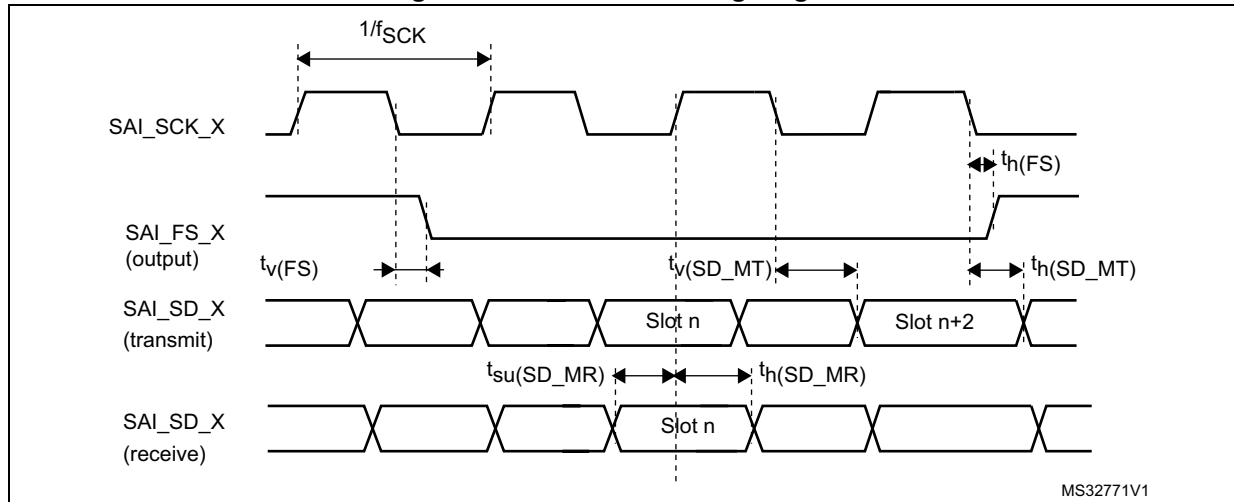 1/fSCK
SAI_SCK_X
th(FS)
SAI_FS_X
(output)
tv(FS)
tv(SD_MT)
th(SD_MT)
SAI_SD_X
(transmit)
Slot n
Slot n+2
tsu(SD_MR)
th(SD_MR)
SAI_SD_X
(receive)
Slot n
MS32771V1